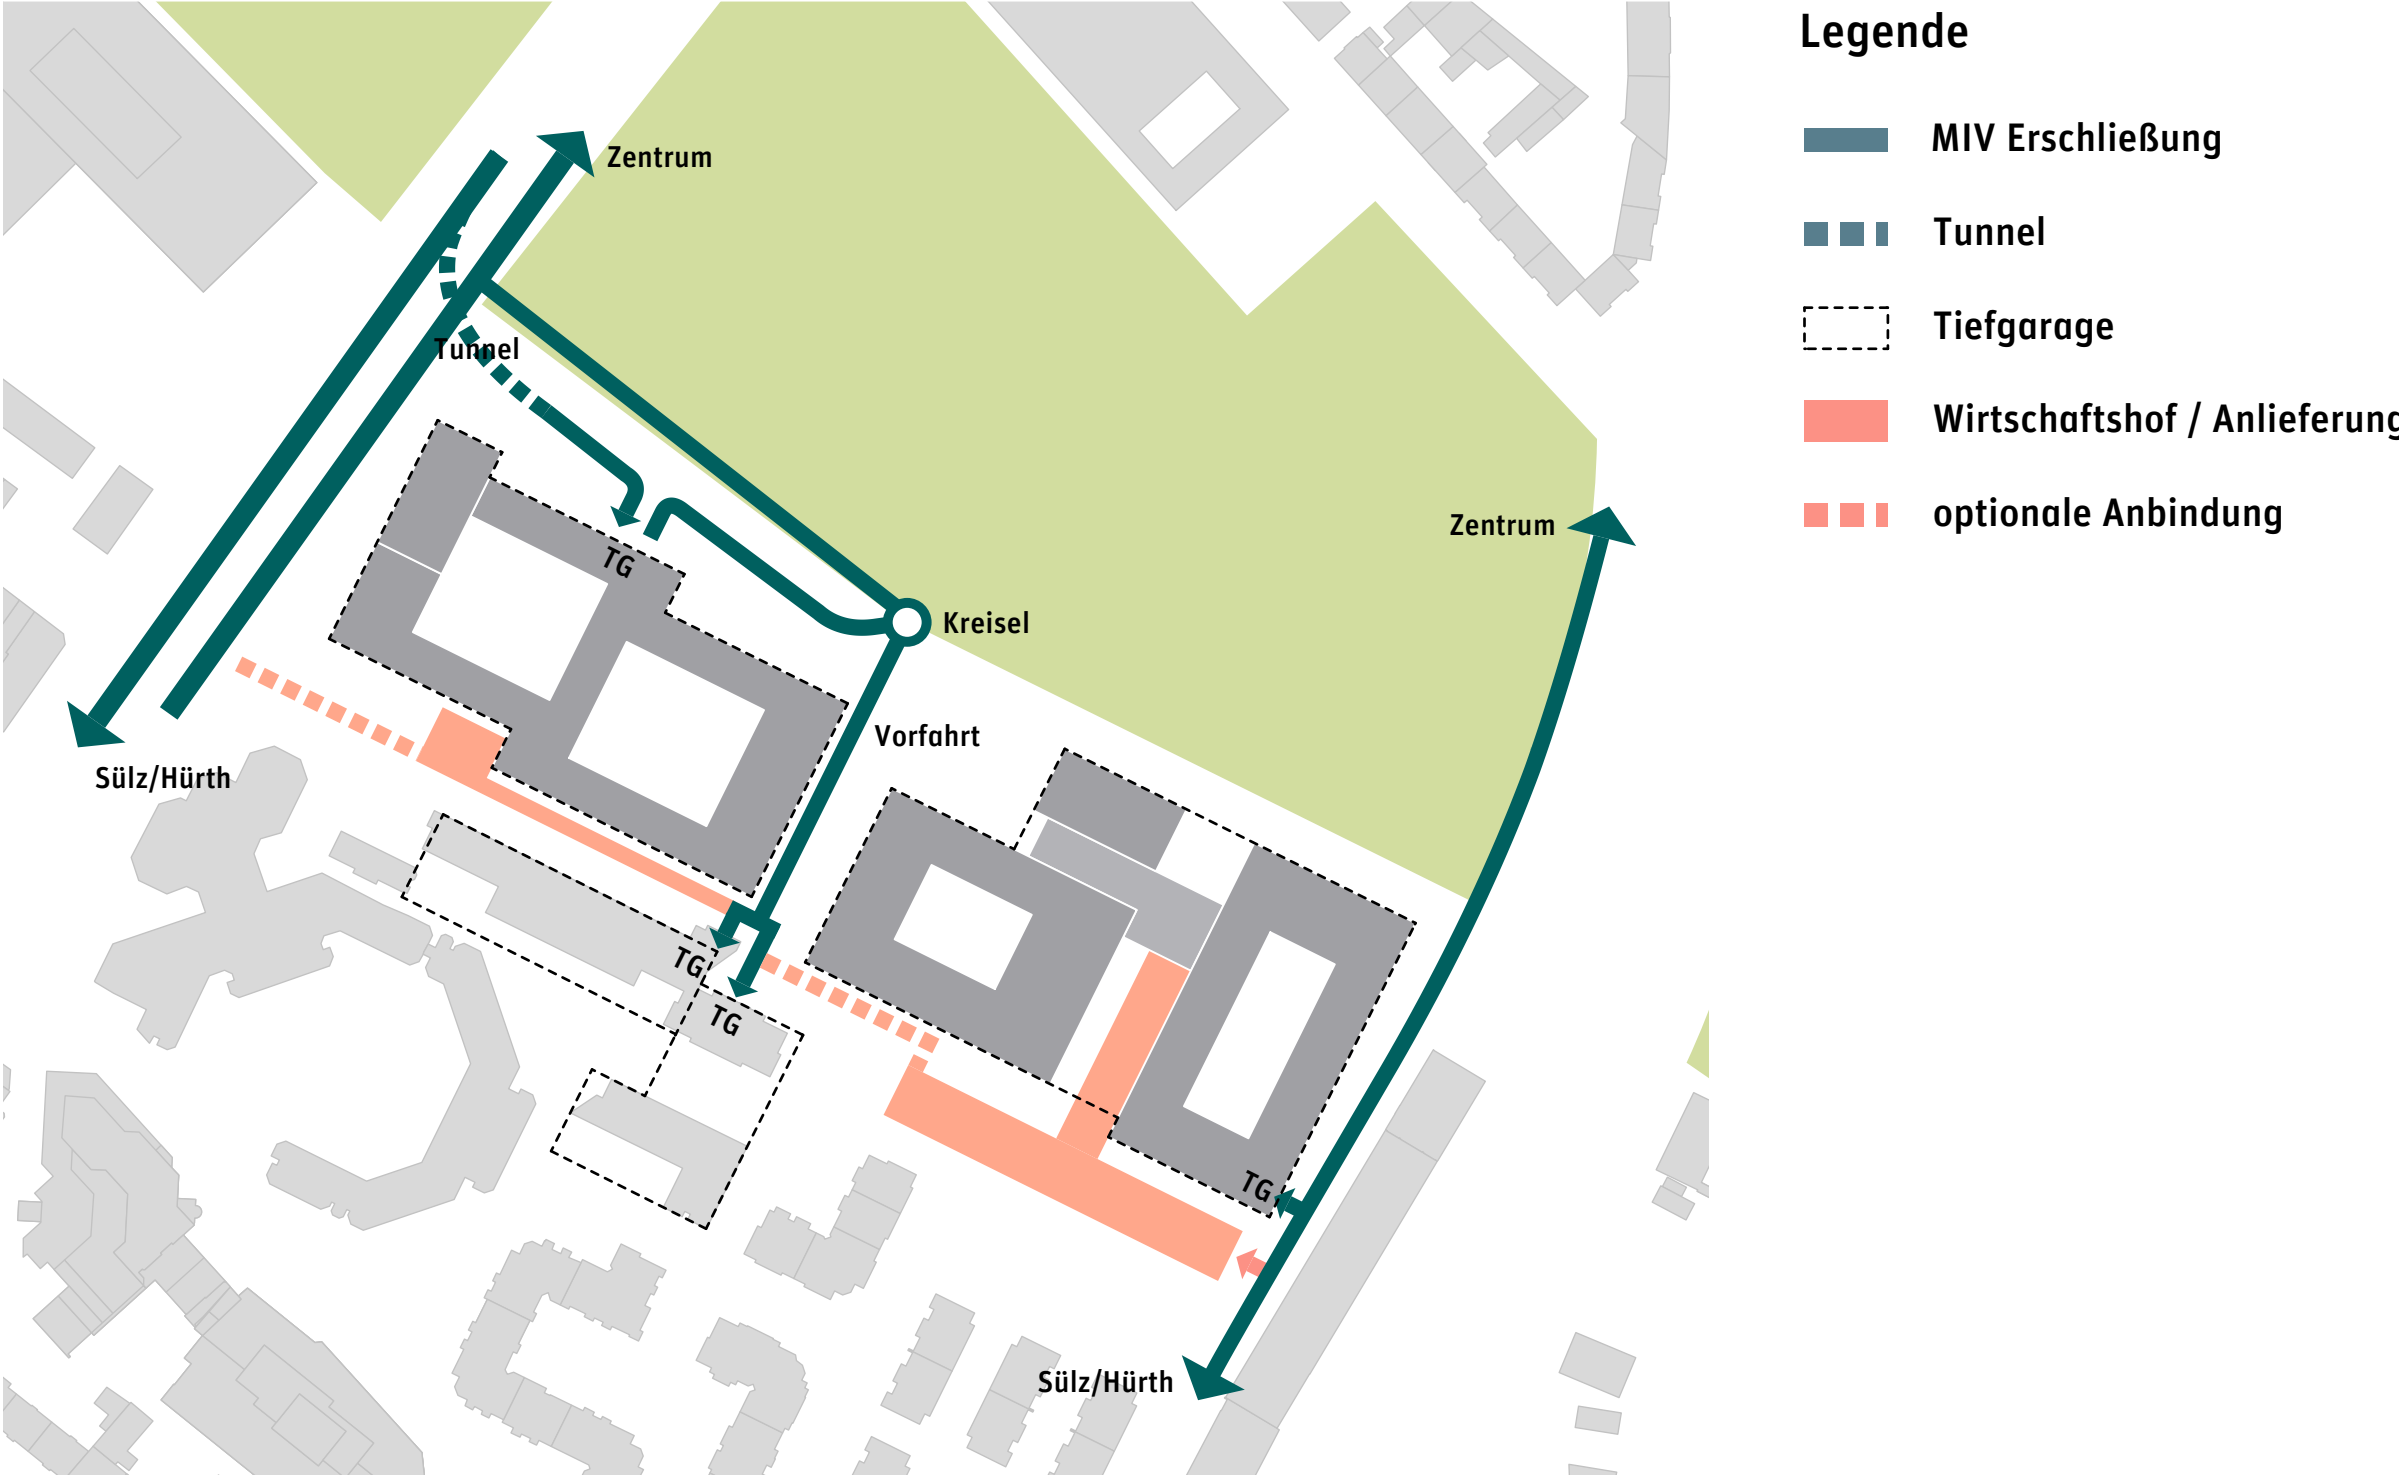 Legende
MIV Erschließung
Tunnel
Tiefgarage
Wirtschaftshof / Anlieferung
optionale Anbindung
Zentrum
Tunnel
Zentrum
TG
Kreisel
Vorfahrt
Sülz/Hürth
TG
TG
TG
Sülz/Hürth